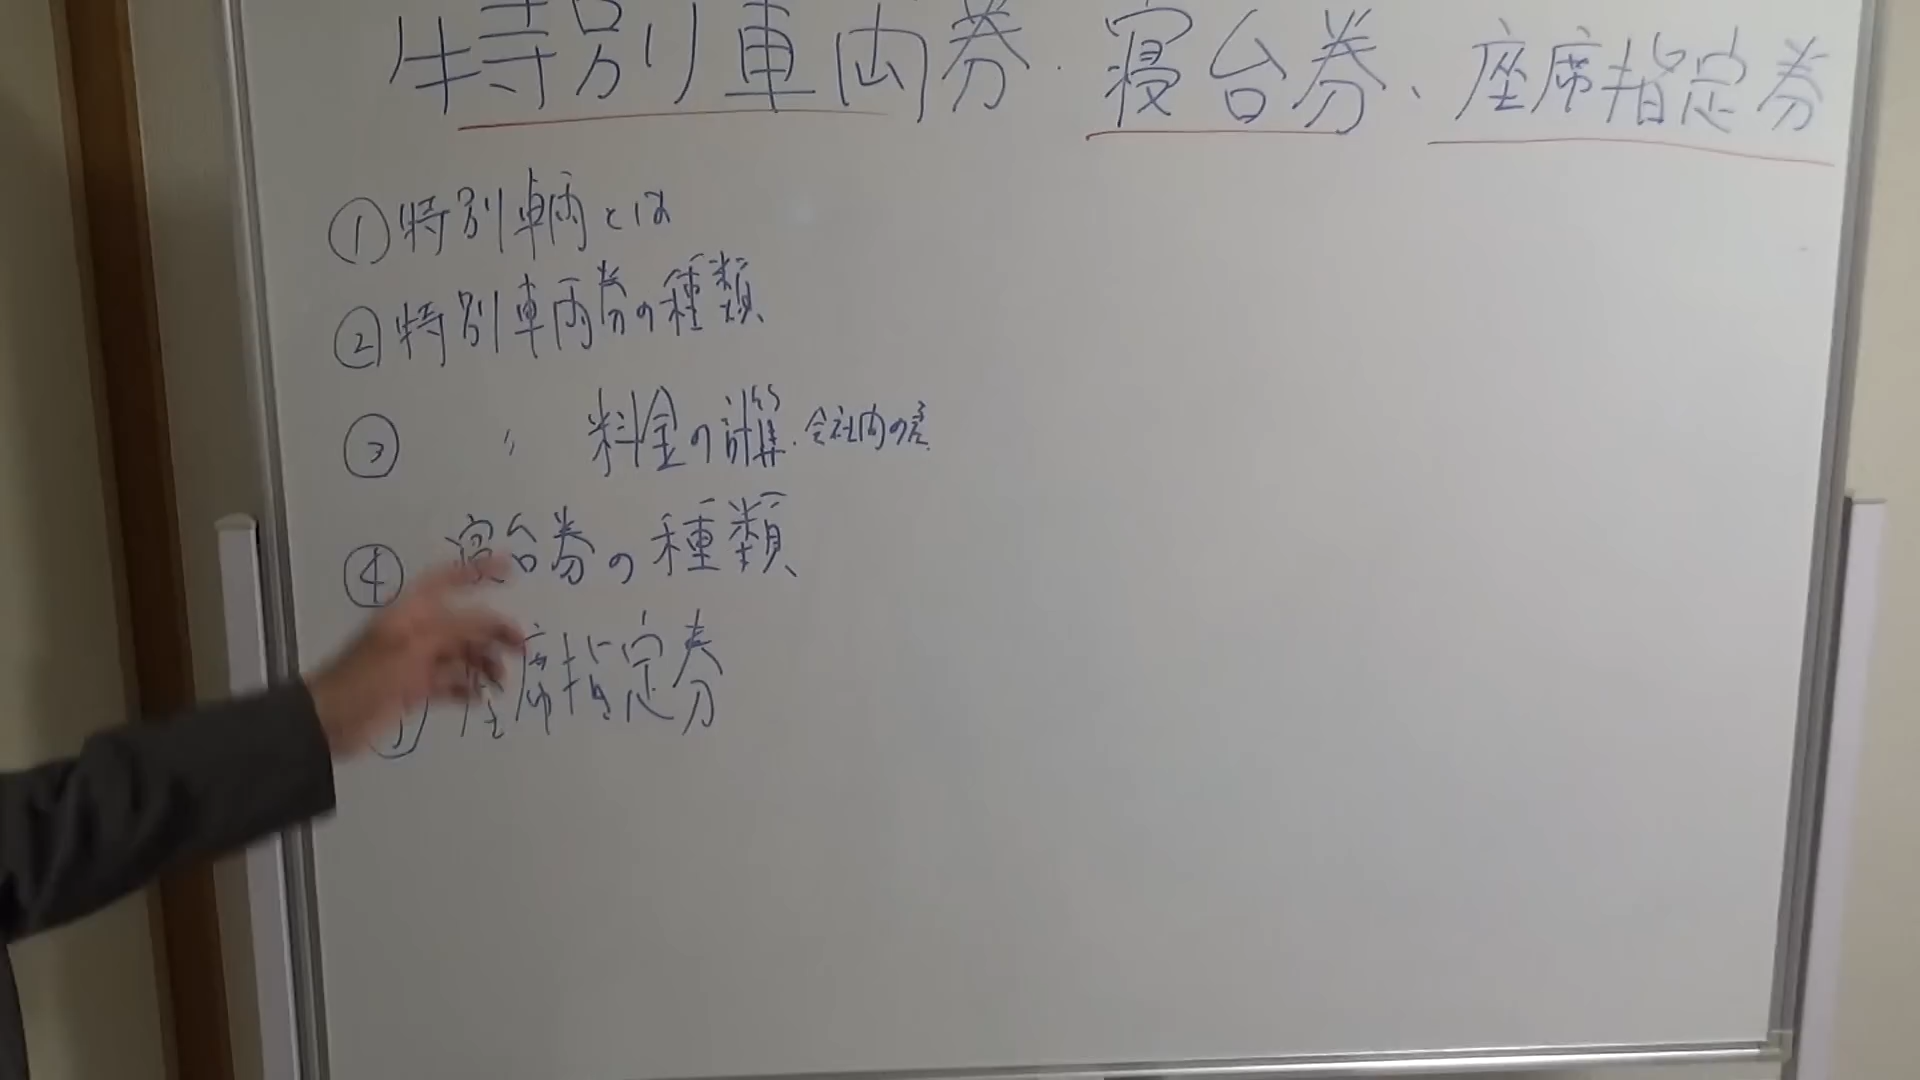 特別車両券・寝台券、座席指定券
①特別車両とは
②特別車両券の種類
③ 〃 料金の計算・会社内の差
④ 寝台券の種類
⑤ 座席指定券